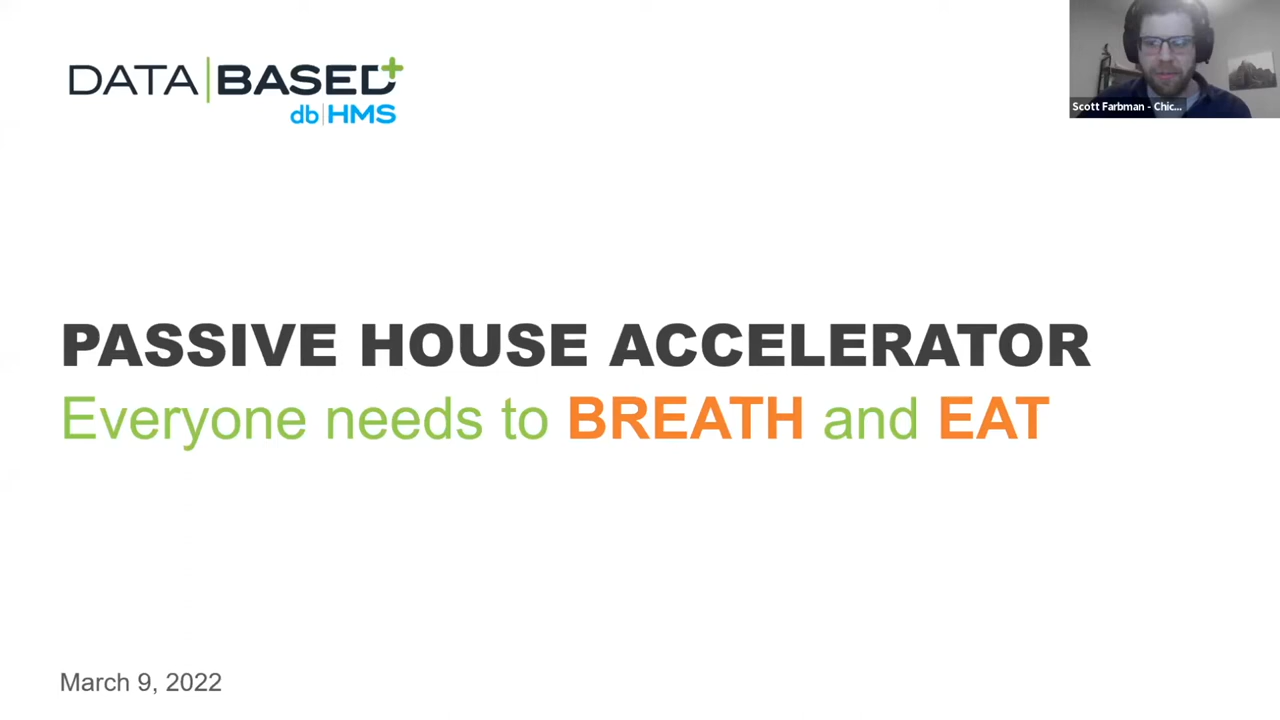 DATA|BASED+
db|HMS
Scott Farbman - Chic...
PASSIVE HOUSE ACCELERATOR
Everyone needs to BREATH and EAT
March 9, 2022